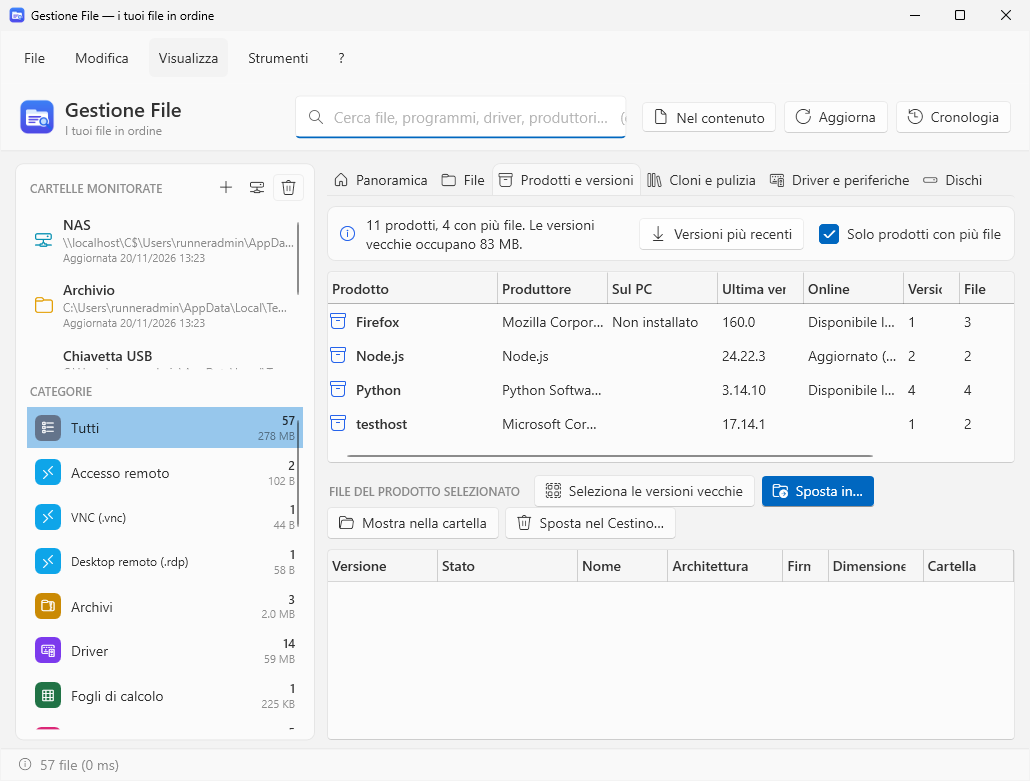 Gestione File — i tuoi file in ordine
File Modifica Visualizza Strumenti ?
Gestione File
I tuoi file in ordine
Cerca file, programmi, driver, produttori...
Nel contenuto Aggiorna Cronologia
CARTELLE MONITORATE
NAS
\\localhost\C$\Users\runneradmin\AppDa...
Aggiornata 20/11/2026 13:23
Archivio
C:\Users\runneradmin\AppData\Local\Te...
Aggiornata 20/11/2026 13:23
Chiavetta USB
CATEGORIE
Tutti 57
278 MB
Accesso remoto 2
102 B
VNC (.vnc) 1
44 B
Desktop remoto (.rdp) 1
58 B
Archivi 3
2.0 MB
Driver 14
59 MB
Fogli di calcolo 1
225 KB
Panoramica File Prodotti e versioni Cloni e pulizia Driver e periferiche Dischi
11 prodotti, 4 con più file. Le versioni
vecchie occupano 83 MB.
Versioni più recenti Solo prodotti con più file
Prodotto Produttore Sul PC Ultima ver Online Versic File
Firefox Mozilla Corpor... Non installato 160.0 Disponibile l... 1 3
Node.js Node.js 24.22.3 Aggiornato (... 2 2
Python Python Softwa... 3.14.10 Disponibile l... 4 4
testhost Microsoft Cor... 17.14.1 1 2
FILE DEL PRODOTTO SELEZIONATO Seleziona le versioni vecchie Sposta in...
Mostra nella cartella Sposta nel Cestino...
Versione Stato Nome Architettura Firn Dimensione Cartella
57 file (0 ms)